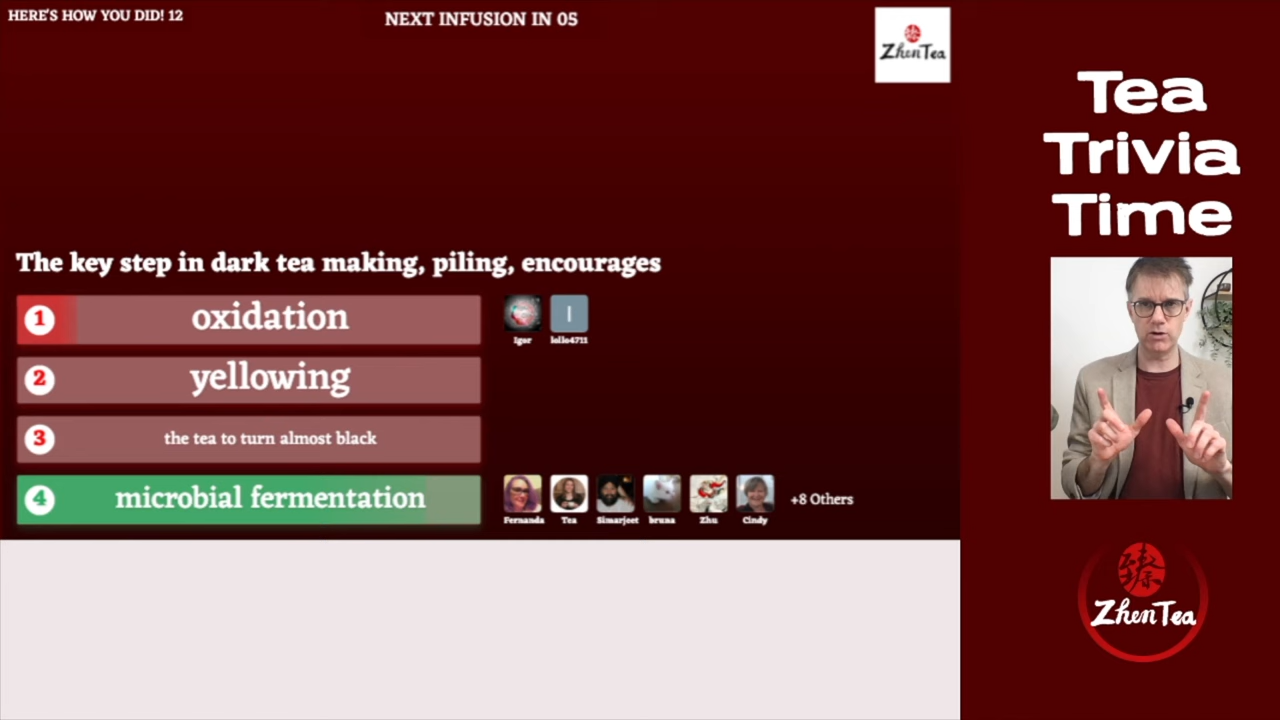 HERE'S HOW YOU DID! 12
NEXT INFUSION IN 05
臻
ZhenTea
Tea
Trivia
Time
The key step in dark tea making, piling, encourages
1 oxidation
Igor
I
lollo4711
2 yellowing
3 the tea to turn almost black
4 microbial fermentation
Fernanda
Tea
Simarjeet
bruna
Zhu
Cindy
+8 Others
臻
ZhenTea